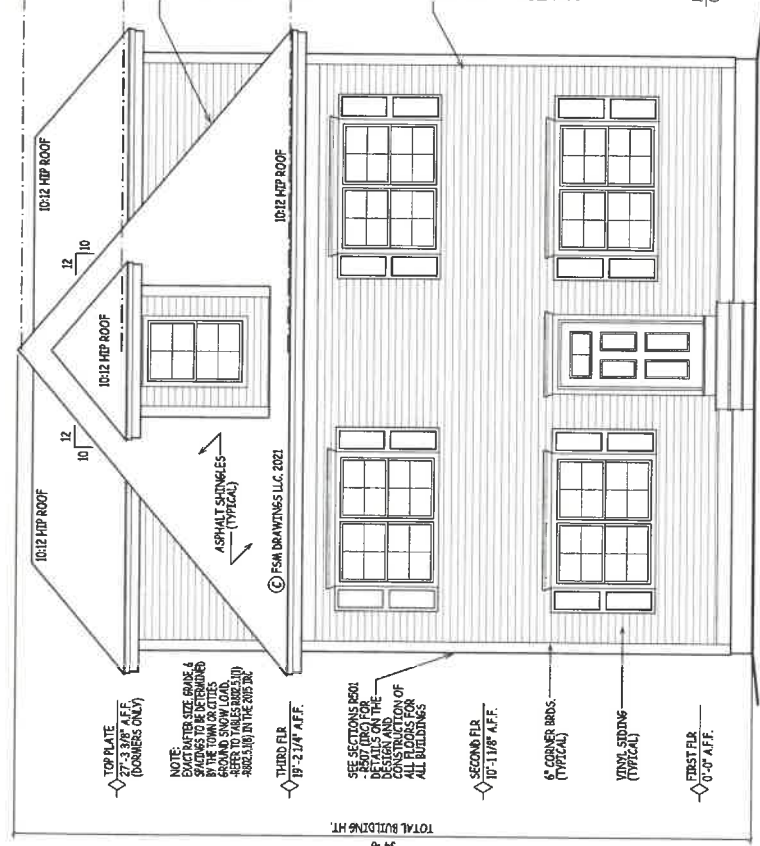 10:12 HIP ROOF
10:12 HIP ROOF
12
10
12
10
10:12 HIP ROOF
10:12 HIP ROOF
ASPHALT SHINGLES
(TYPICAL)
© FSM DRAWINGS LLC, 2021
TOP PLATE
27'-3 3/8" A.F.F.
(DORMERS ONLY)
NOTE:
EXACT RAFTER SIZE, GRADE, &
SPACINGS TO BE DETERMINED
BY THE TOWN OR CITIES
GROUND SNOW LOAD.
-REFER TO TABLES R802.5.1(1)
-R802.5.1(8) IN THE 2015 IRC
THIRD FLR
19'-2 1/4" A.F.F.
SEE SECTIONS R501
- R507 (IRC) FOR
DETAILS ON THE
DESIGN AND
CONSTRUCTION OF
ALL FLOORS FOR
ALL BUILDINGS
SECOND FLR
10'-1 1/8" A.F.F.
6" CORNER BRDS.
(TYPICAL)
VINYL SIDING
(TYPICAL)
FIRST FLR
0'-0" A.F.F.
TOTAL BUILDING HT.